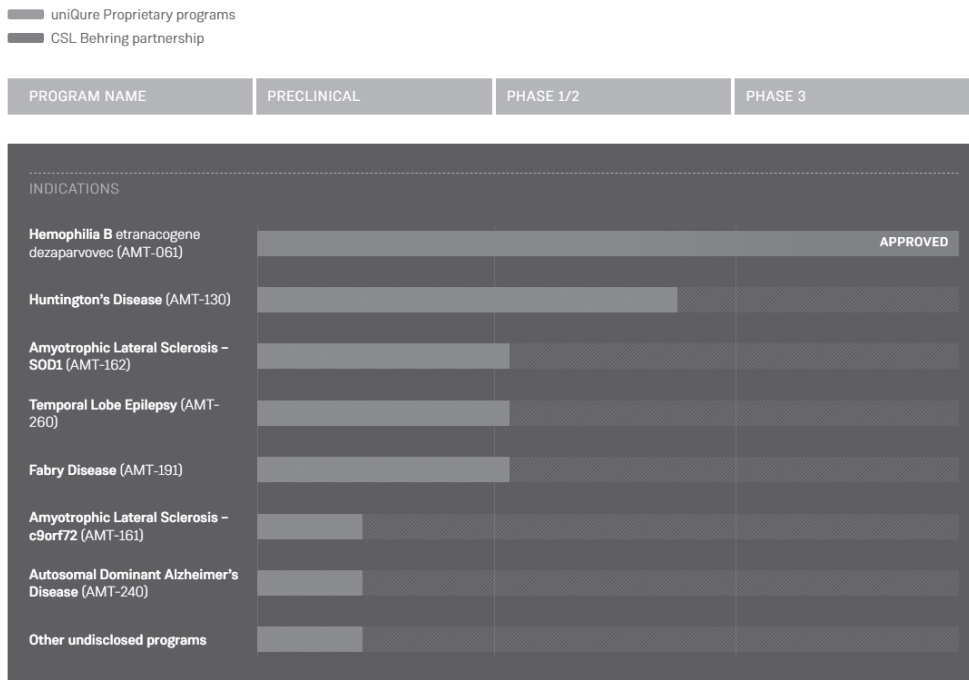 uniQure Proprietary programs
CSL Behring partnership
PROGRAM NAME PRECLINICAL PHASE 1/2 PHASE 3
INDICATIONS
Hemophilia B etranacogene
dezaparvovec (AMT-061)
APPROVED
Huntington's Disease (AMT-130)
Amyotrophic Lateral Sclerosis –
SOD1 (AMT-162)
Temporal Lobe Epilepsy (AMT-
260)
Fabry Disease (AMT-191)
Amyotrophic Lateral Sclerosis –
c9orf72 (AMT-161)
Autosomal Dominant Alzheimer's
Disease (AMT-240)
Other undisclosed programs